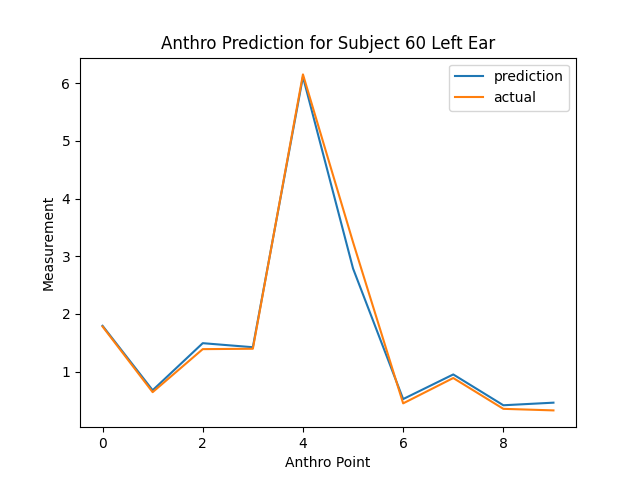 Anthro Prediction for Subject 60 Left Ear
prediction
actual
6
5
4
3
2
1
Measurement
0 2 4 6 8
Anthro Point